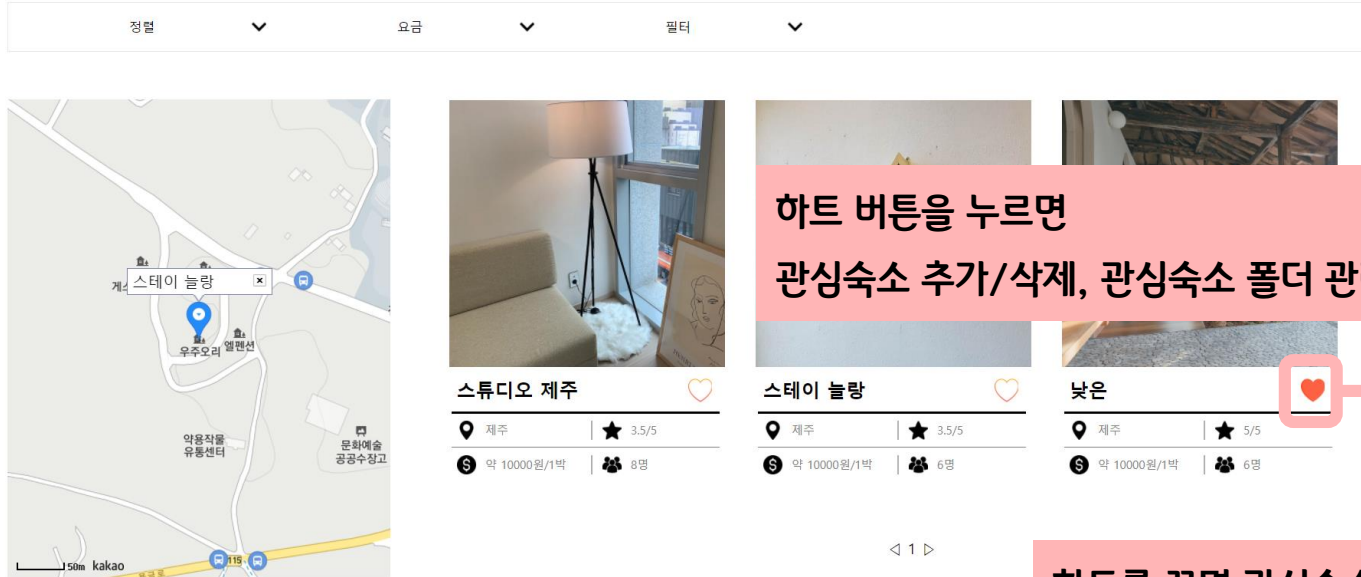 정렬
요금
필터
스테이 늘랑
우주오리
엘펜션
약용작물
유통센터
문화예술
공공수장고
50m kakao
115
하트 버튼을 누르면
관심숙소 추가/삭제, 관심숙소 폴더
스튜디오 제주
제주
3.5/5
약 10000원/1박
8명
스테이 늘랑
제주
3.5/5
약 10000원/1박
6명
낮은
제주
5/5
약 10000원/1박
6명
◁ 1 ▷